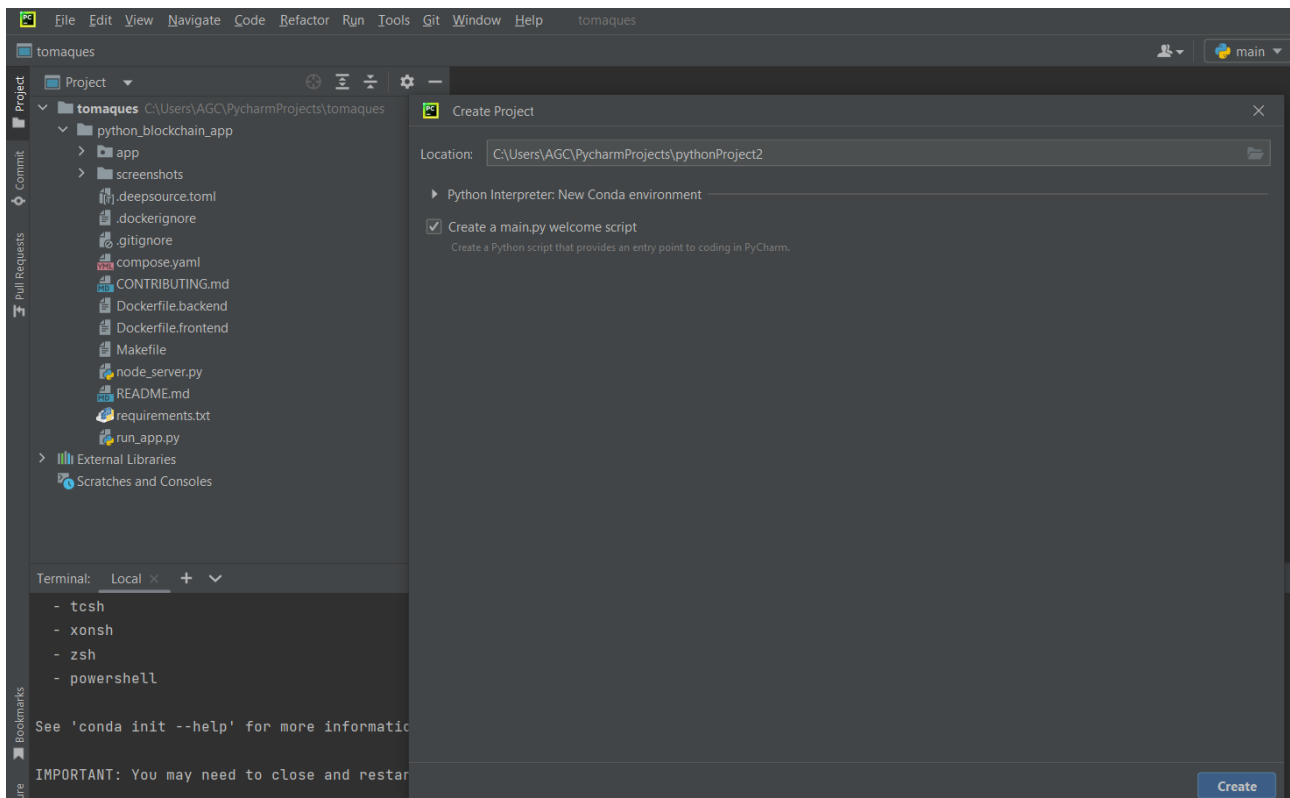 PC
File Edit View Navigate Code Refactor Run Tools Git Window Help tomaques
tomaques
main
Project
Project
tomaques C:\Users\AGC\PycharmProjects\tomaques
python_blockchain_app
app
screenshots
.deepsource.toml
.dockerignore
.gitignore
compose.yaml
CONTRIBUTING.md
Dockerfile.backend
Dockerfile.frontend
Makefile
node_server.py
README.md
requirements.txt
run_app.py
External Libraries
Scratches and Consoles
Commit
Pull Requests
Bookmarks
PC
Create Project
Location: C:\Users\AGC\PycharmProjects\pythonProject2
Python Interpreter: New Conda environment
Create a main.py welcome script
Create a Python script that provides an entry point to coding in PyCharm.
Create
Terminal: Local
- tcsh
- xonsh
- zsh
- powershell
See 'conda init --help' for more informatic
IMPORTANT: You may need to close and restar